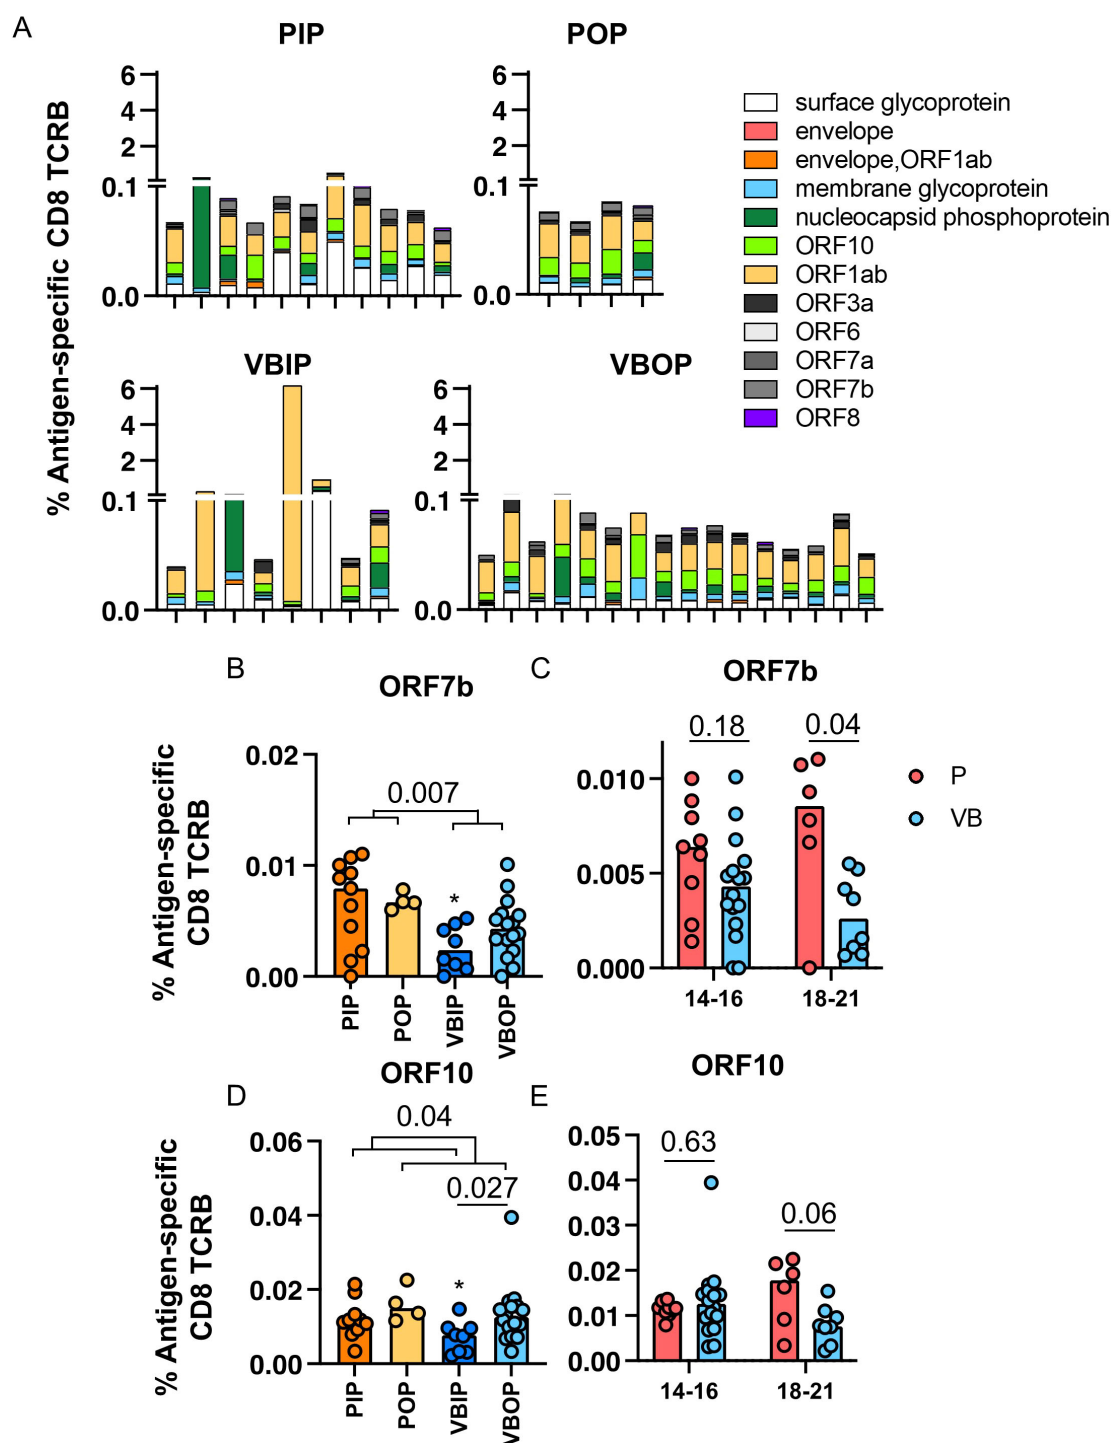 A
PIP
POP
% Antigen-specific CD8 TCRB
6
4
2
0.1
0.0
6
4
2
0.1
0.0
surface glycoprotein
envelope
envelope,ORF1ab
membrane glycoprotein
nucleocapsid phosphoprotein
ORF10
ORF1ab
ORF3a
ORF6
ORF7a
ORF7b
ORF8
VBIP
VBOP
6
4
2
0.1
0.0
6
4
2
0.1
0.0
B
ORF7b
% Antigen-specific
CD8 TCRB
0.02
0.01
0.00
0.007
*
PIP
POP
VBIP
VBOP
C
ORF7b
0.010
0.005
0.000
0.18
0.04
14-16
18-21
P
VB
D
ORF10
% Antigen-specific
CD8 TCRB
0.06
0.04
0.02
0.00
0.04
0.027
*
PIP
POP
VBIP
VBOP
E
ORF10
0.05
0.04
0.03
0.02
0.01
0.00
0.63
0.06
14-16
18-21